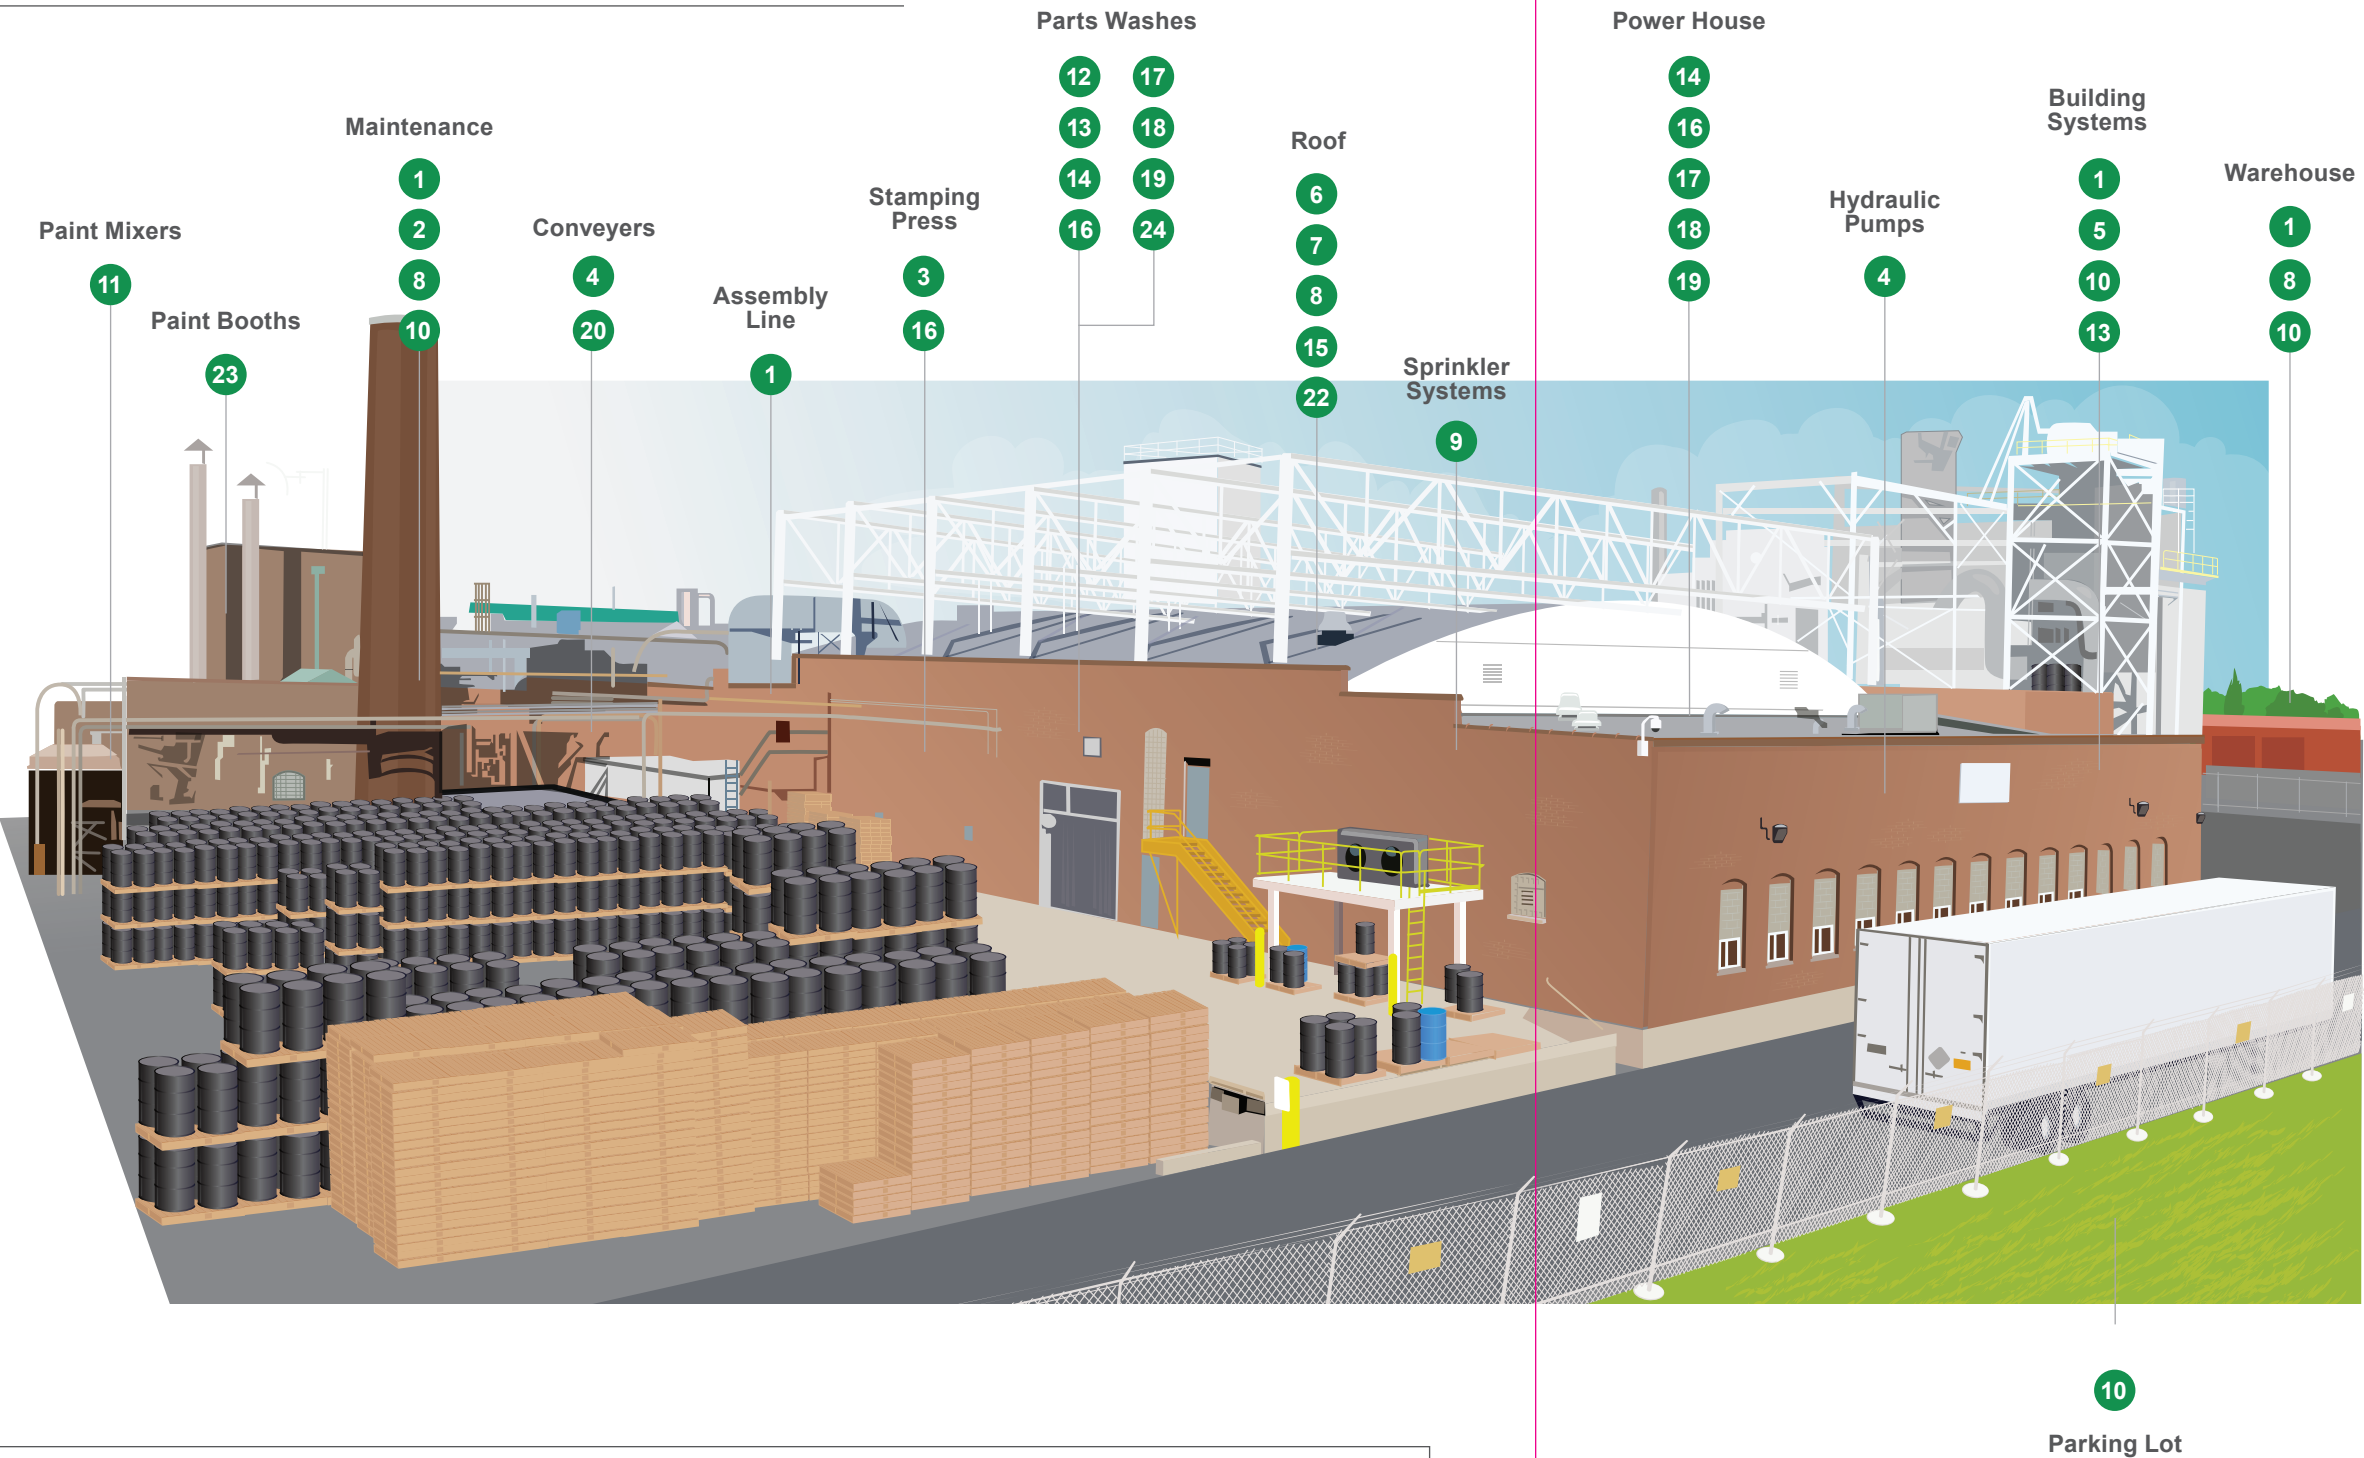 Parts Washes
12 17
13 18
14 19
16 24
Power House
14
16
17
18
19
Building
Systems
1
5
10
13
Maintenance
1
2
8
10
Roof
6
7
8
15
22
Warehouse
1
8
10
Stamping
Press
3
16
Hydraulic
Pumps
4
Paint Mixers
11
Conveyers
4
20
Assembly
Line
1
Paint Booths
23
Sprinkler
Systems
9
10
Parking Lot